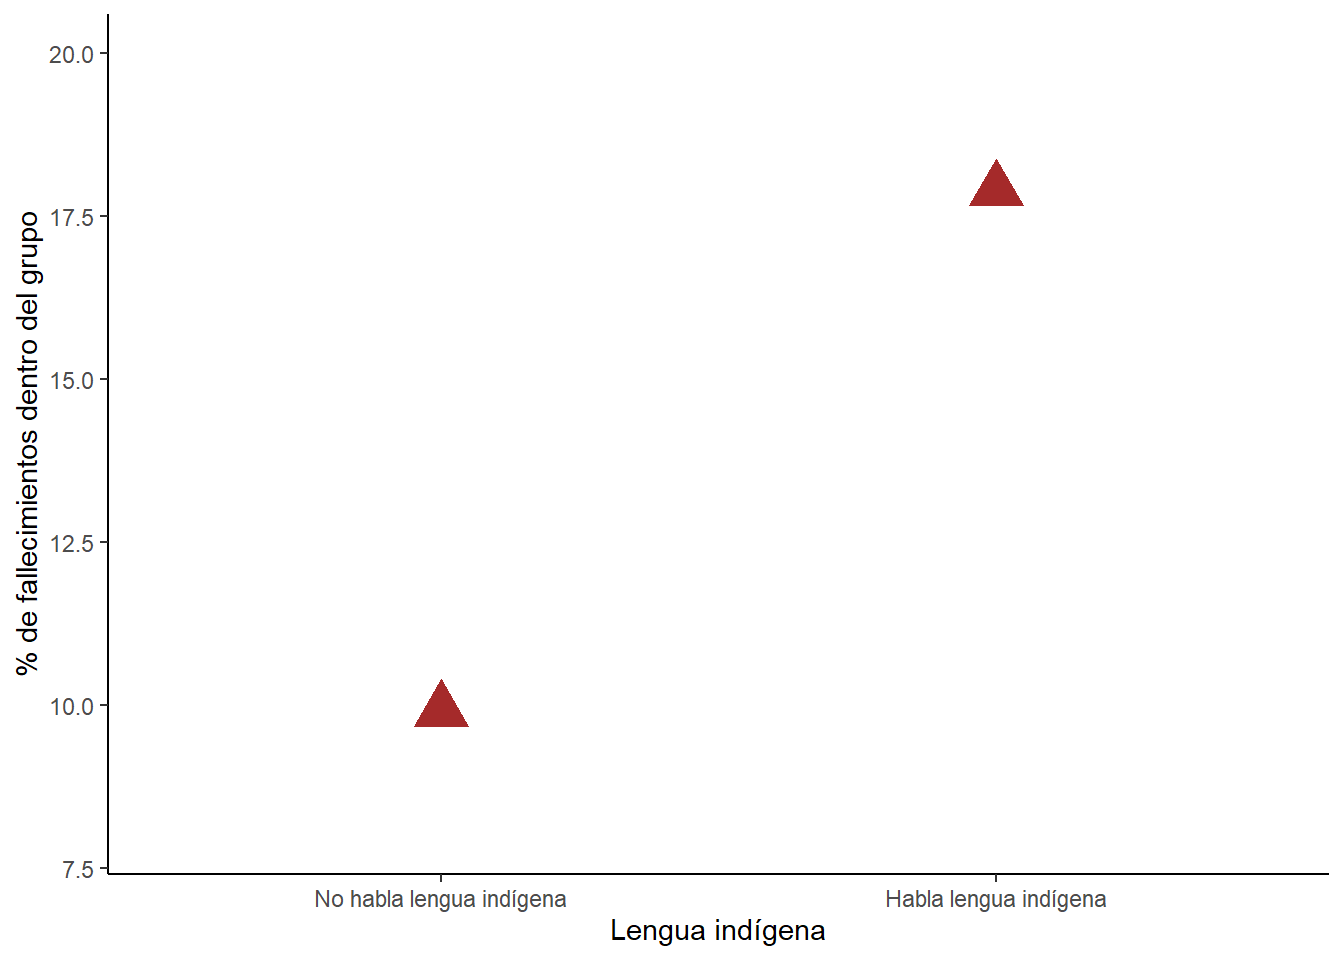 % de fallecimientos dentro del grupo
20.0
17.5
15.0
12.5
10.0
7.5
No habla lengua indígena
Habla lengua indígena
Lengua indígena